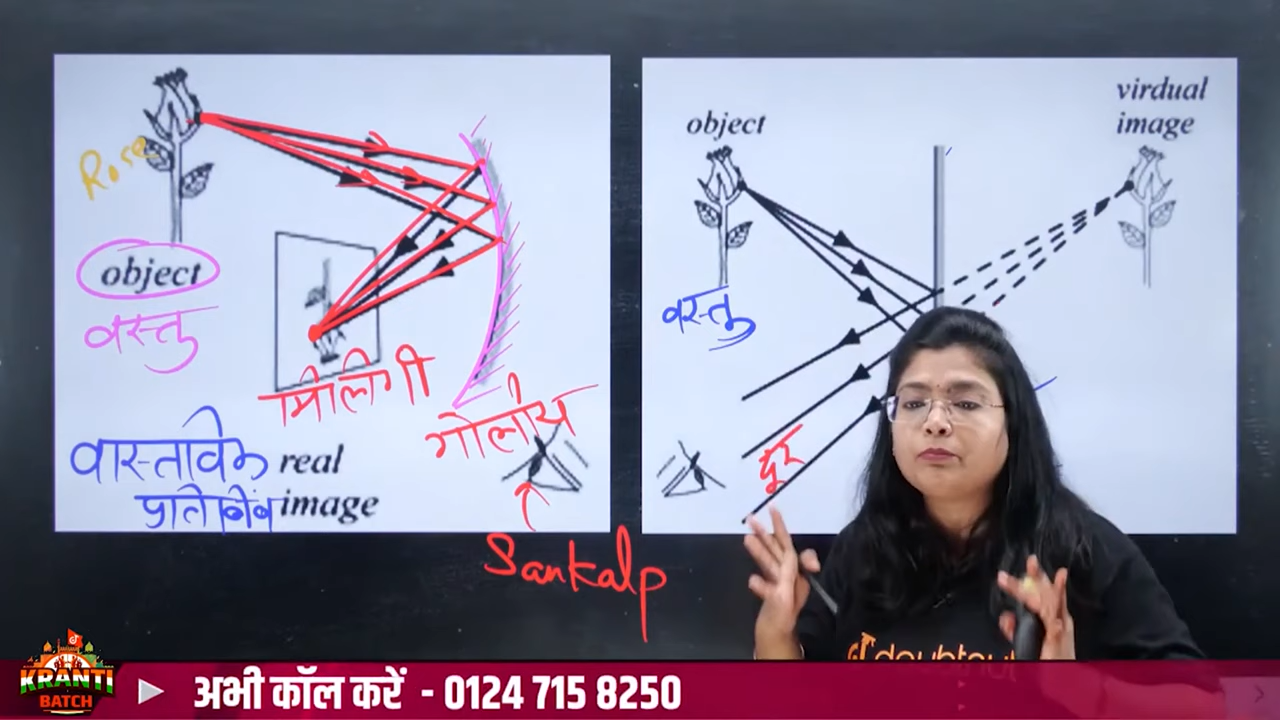 Rose
object
वस्तु
मिलिगी
गोलीय
वास्तविक real
प्रतिबिंब image
Sankalp
object
virdual
image
वस्तु
दूर
doubtnut
KRANTI
BATCH
अभी कॉल करें - 0124 715 8250